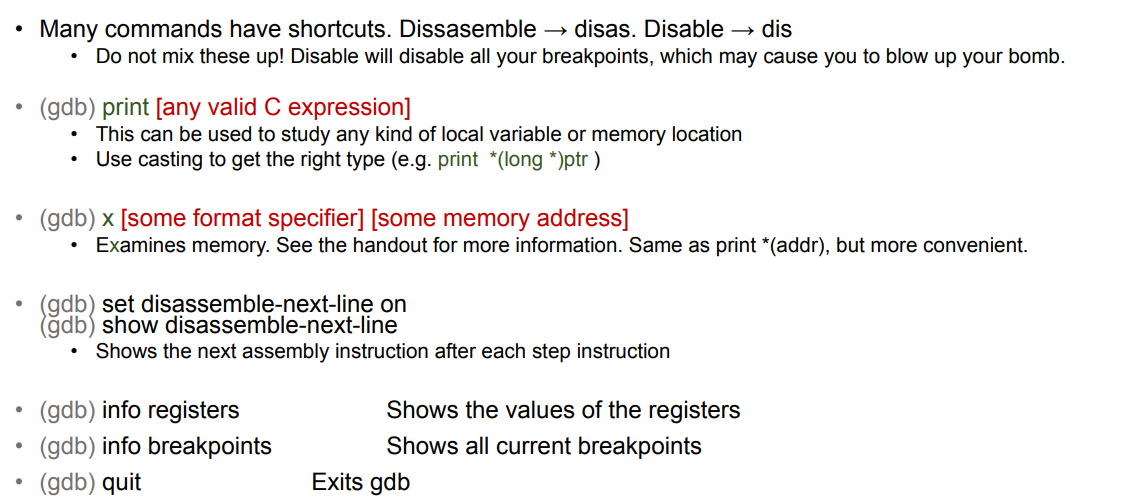 • Many commands have shortcuts. Dissasemble → disas. Disable → dis
• Do not mix these up! Disable will disable all your breakpoints, which may cause you to blow up your bomb.
• (gdb) print [any valid C expression]
• This can be used to study any kind of local variable or memory location
• Use casting to get the right type (e.g. print *(long *)ptr )
• (gdb) x [some format specifier] [some memory address]
• Examines memory. See the handout for more information. Same as print *(addr), but more convenient.
• (gdb) set disassemble-next-line on
(gdb) show disassemble-next-line
• Shows the next assembly instruction after each step instruction
• (gdb) info registers Shows the values of the registers
• (gdb) info breakpoints Shows all current breakpoints
• (gdb) quit Exits gdb